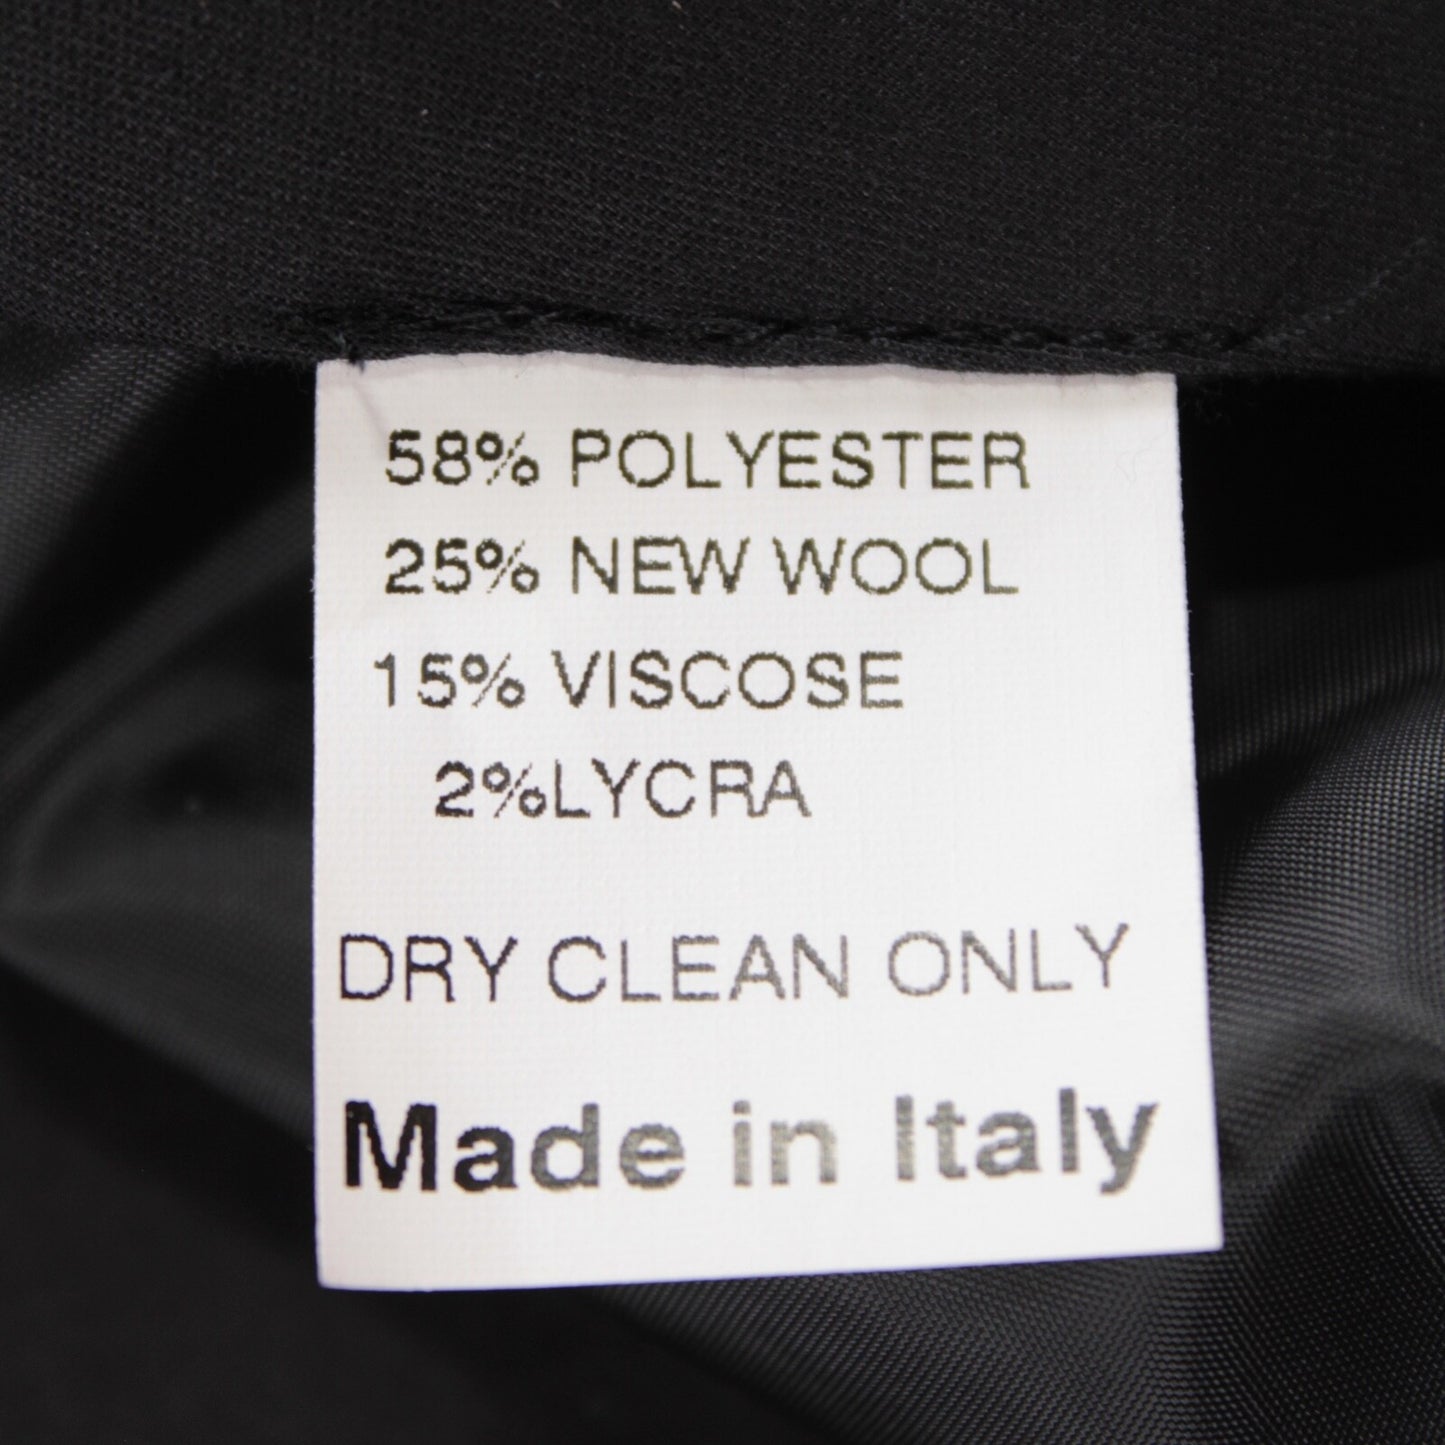 58% POLYESTER
25% NEW WOOL
15% VISCOSE
2%LYCRA
DRY CLEAN ONLY
Made in Italy